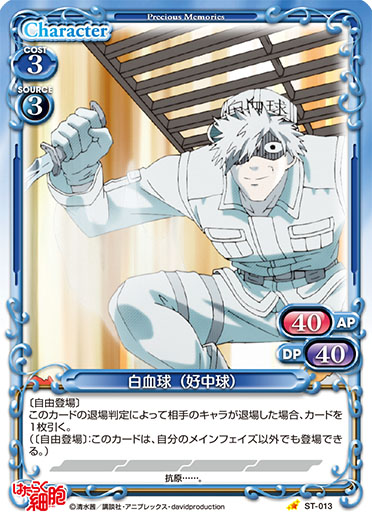 Precious Memories
Character
COST
3
SOURCE
3
好中球
40 AP
DP 40
白血球（好中球）
〔自由登場〕
このカードの退場判定によって相手のキャラが退場した場合、カードを
1枚引く。
（〔自由登場〕：このカードは、自分のメインフェイズ以外でも登場でき
る。）
抗原……。
はたらく
細胞
©清水茜／講談社・アニプレックス・davidproduction
ST-013